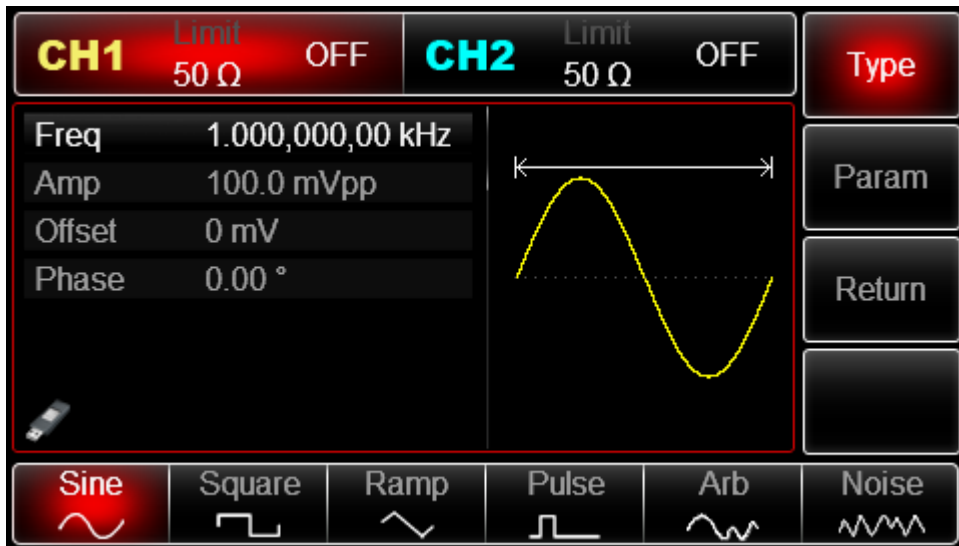 CH1 Limit 50 Ω OFF CH2 Limit 50 Ω OFF
Type
Freq 1.000,000,00 kHz
Amp 100.0 mVpp
Offset 0 mV
Phase 0.00 °
Param
Return
Sine Square Ramp Pulse Arb Noise